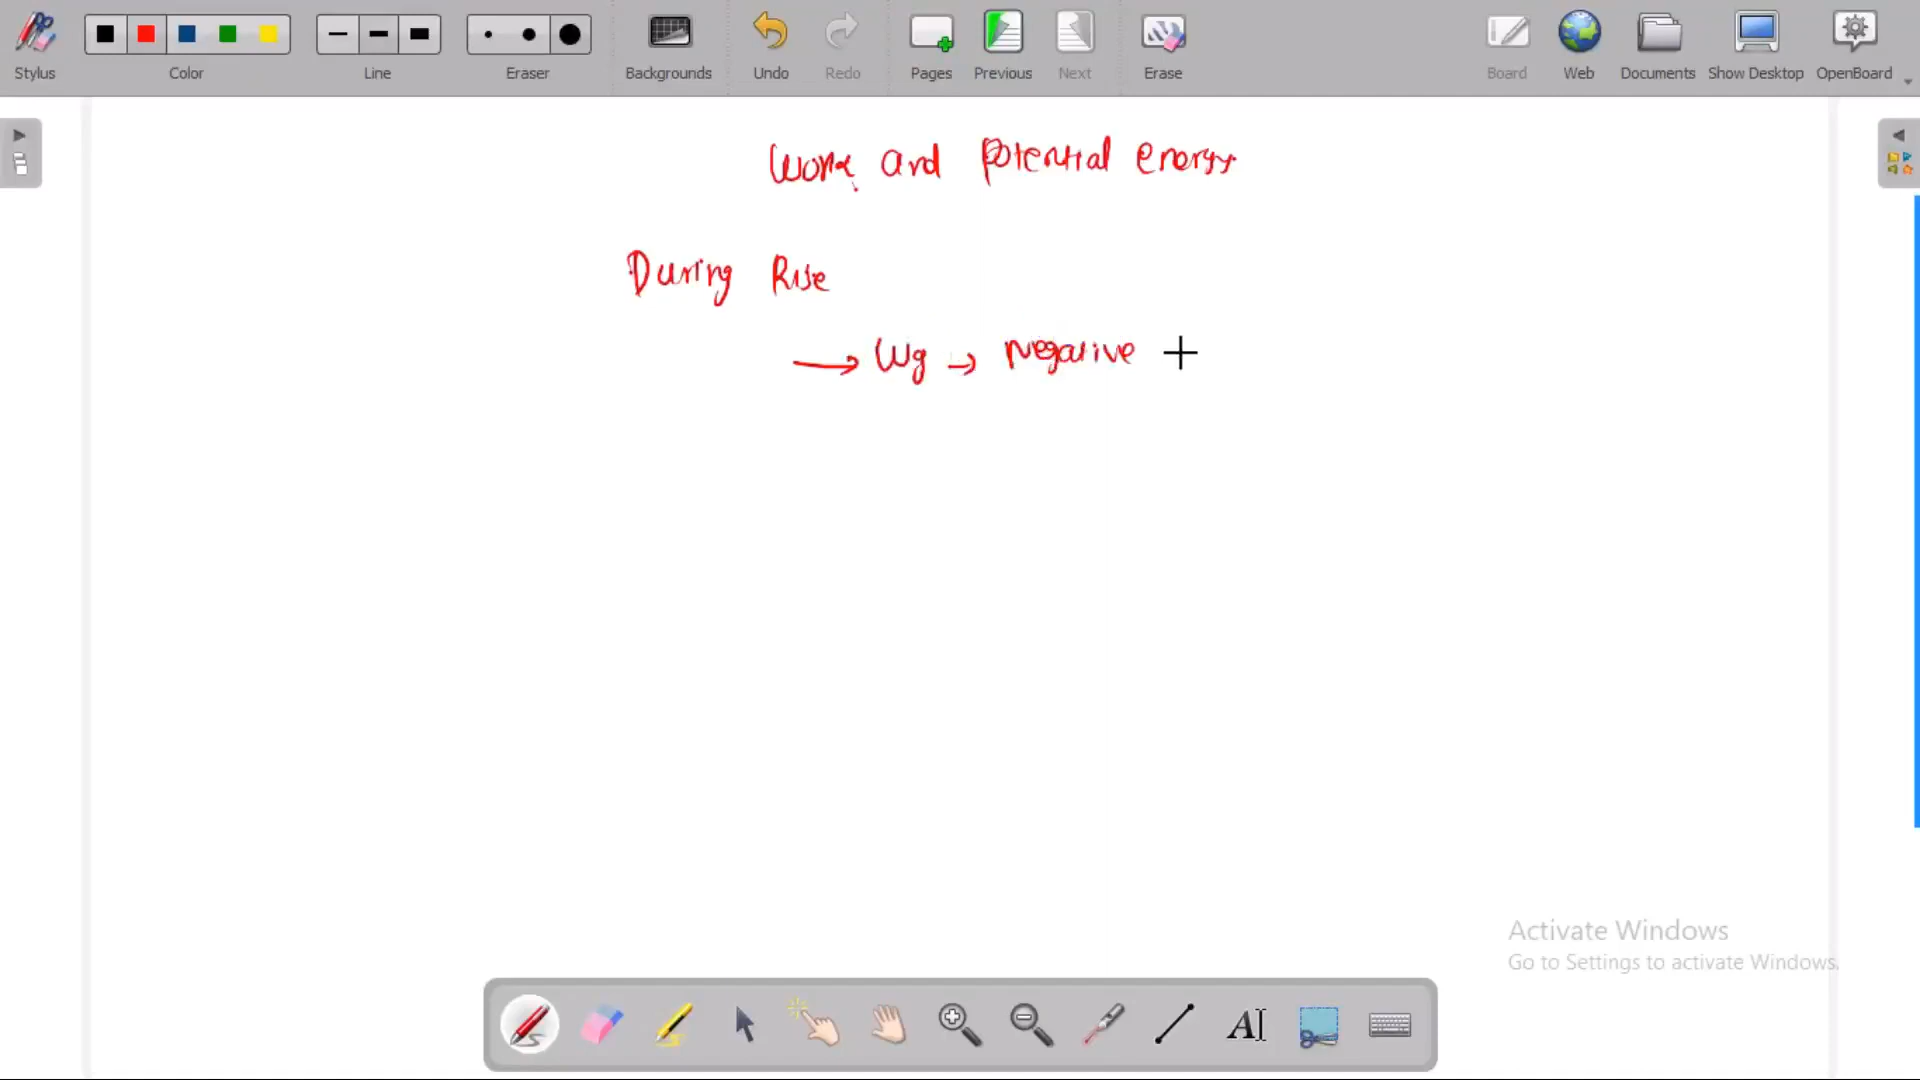 Stylus Color Line Eraser Backgrounds Undo Redo Pages Previous Next Erase Board Web Documents Show Desktop OpenBoard
Work and Potential energy
During Rise
→ Wg → Negative
Activate Windows
Go to Settings to activate Windows.